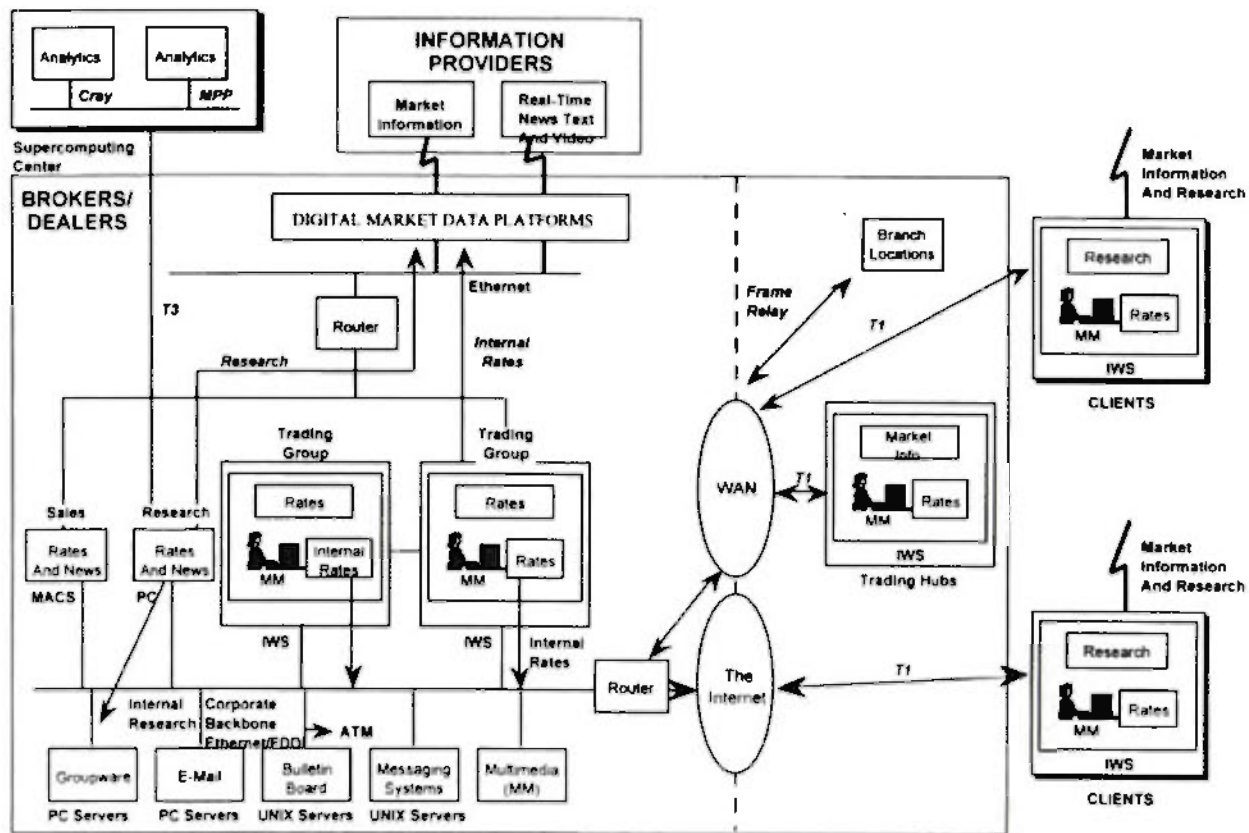 Analytics
Analytics
Cray
MPP
Supercomputing
Center
INFORMATION
PROVIDERS
Market
Information
Real-Time
News Text
And Video
BROKERS/
DEALERS
DIGITAL MARKET DATA PLATFORMS
Ethernet
T3
Router
Research
Internal
Rates
Frame
Relay
Branch
Locations
T1
Market
Information
And Research
Research
Rates
MM
IWS
CLIENTS
Trading
Group
Rates
Internal
Rates
MM
IWS
Trading
Group
Rates
Rates
MM
IWS
Sales
Rates
And News
MACS
Research
Rates
And News
PC
WAN
T1
Market
Info
Rates
MM
IWS
Trading Hubs
Internal
Rates
Router
The
Internet
T1
Market
Information
And Research
Research
Rates
MM
IWS
CLIENTS
Internal
Research
Corporate
Backbone
Ethernet/FDDI
ATM
Groupware
PC Servers
E-Mail
PC Servers
Bulletin
Board
UNIX Servers
Messaging
Systems
UNIX Servers
Multimedia
(MM)